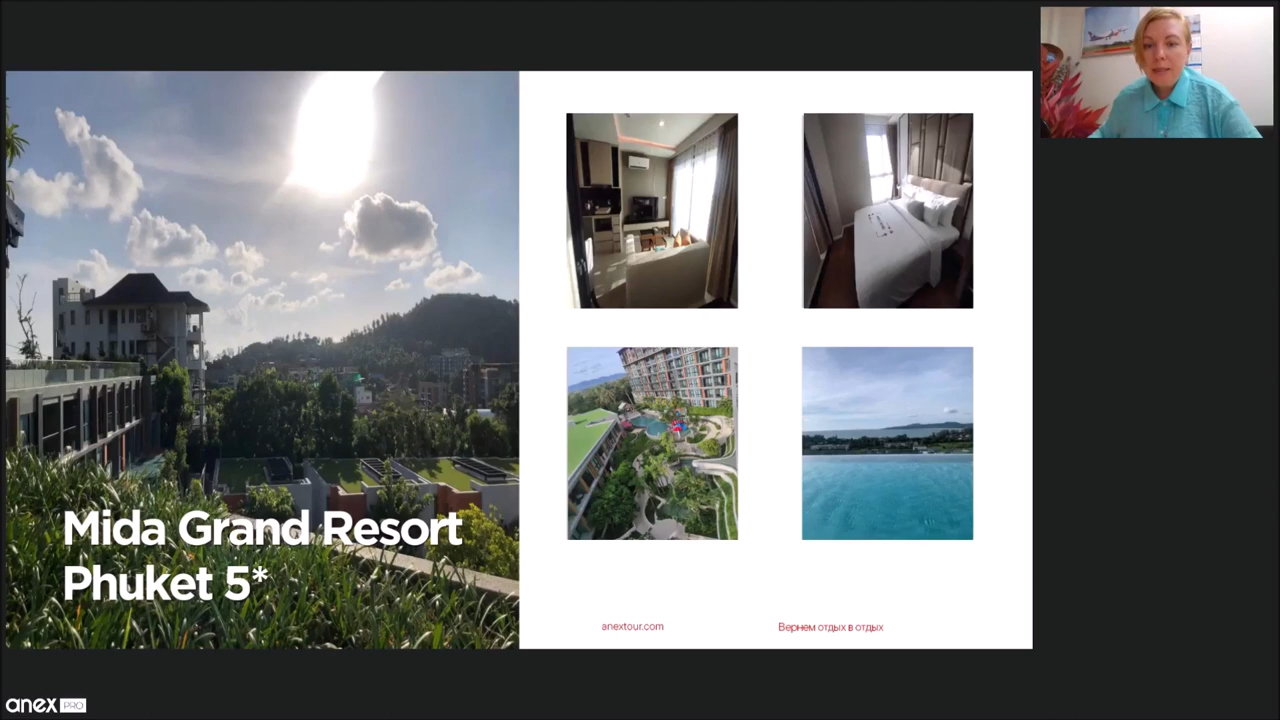 Mida Grand Resort
Phuket 5*
anextour.com
Вернем отдых в отдых
anex PRO